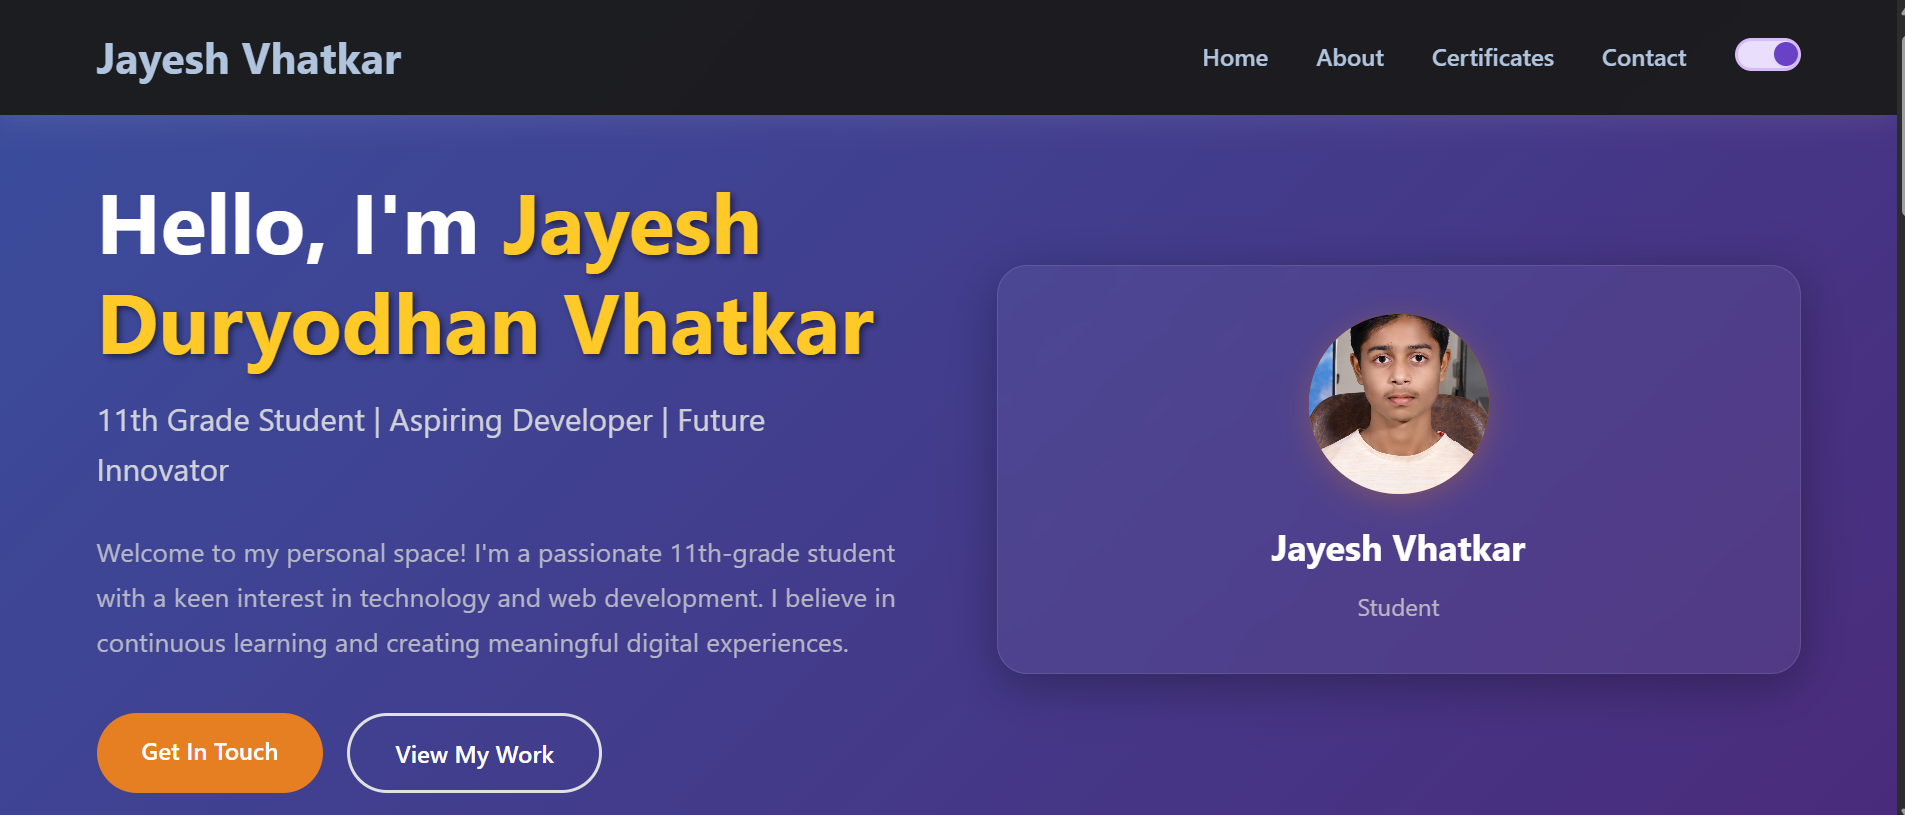 Jayesh Vhatkar
Home
About
Certificates
Contact
Hello, I'm Jayesh
Duryodhan Vhatkar
11th Grade Student | Aspiring Developer | Future
Innovator
Welcome to my personal space! I'm a passionate 11th-grade student
with a keen interest in technology and web development. I believe in
continuous learning and creating meaningful digital experiences.
Get In Touch
View My Work
Jayesh Vhatkar
Student